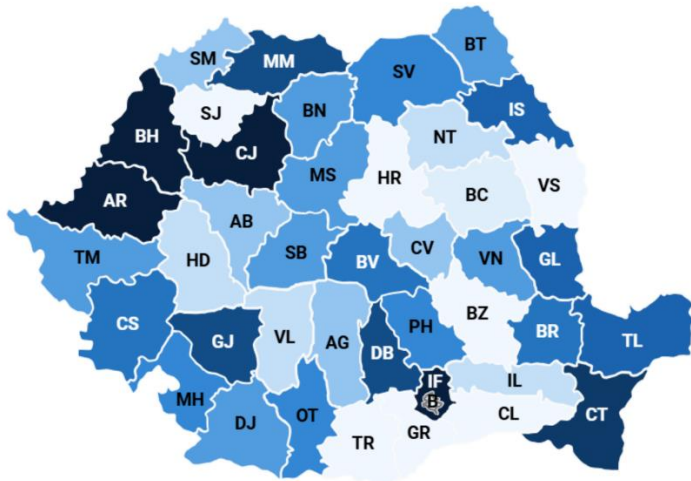 BT
SM
MM
SV
SJ
BN
IS
BH
CJ
NT
MS
HR
VS
BC
AR
AB
CV
SB
TM
HD
BV
VN
GL
BZ
CS
PH
BR
GJ
VL
AG
DB
TL
IF
IL
MH
B
CT
OT
CL
DJ
GR
TR